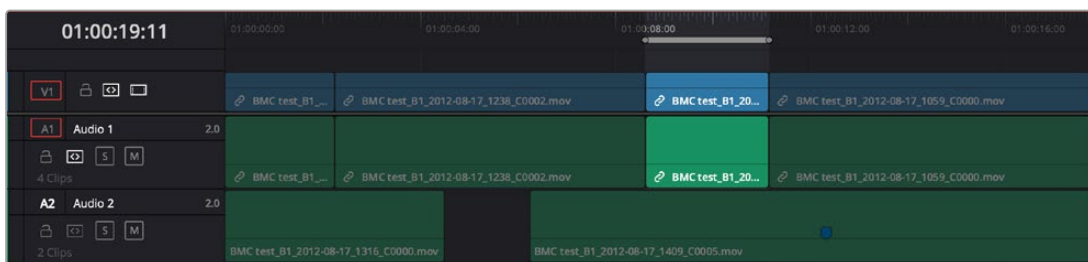 01:00:19:11
01:00:00:00 01:00:04:00 01:00:08:00 01:00:12:00 01:00:16:00
V1
BMC test_B1_... BMC test_B1_2012-08-17_1238_C0002.mov BMC test_B1_20... BMC test_B1_2012-08-17_1059_C0000.mov
A1 Audio 1 2.0
S M
4 Clips BMC test_B1_... BMC test_B1_2012-08-17_1238_C0002.mov BMC test_B1_20... BMC test_B1_2012-08-17_1059_C0000.mov
A2 Audio 2 2.0
S M
2 Clips BMC test_B1_2012-08-17_1316_C0000.mov BMC test_B1_2012-08-17_1409_C0005.mov